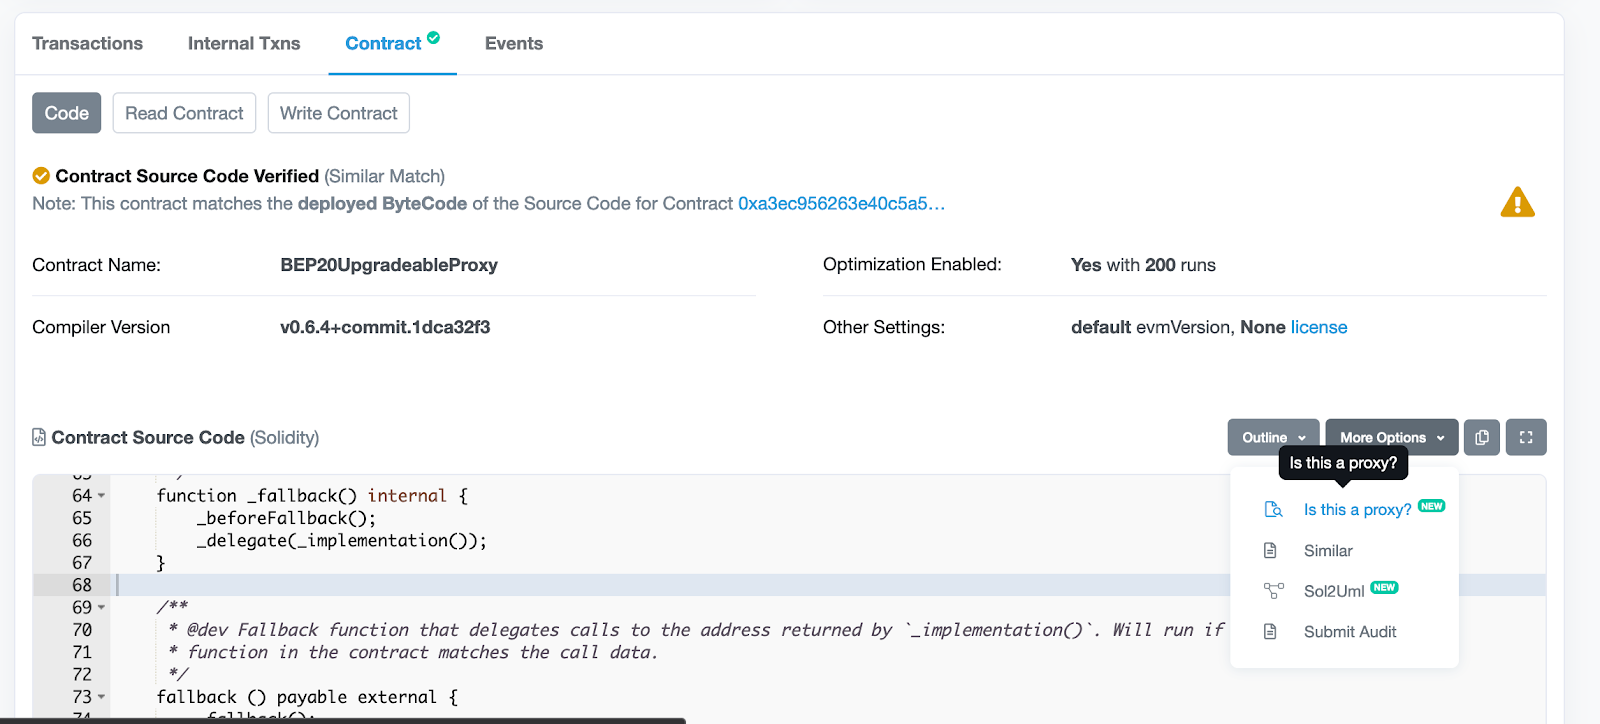 Transactions Internal Txns Contract Events
Code Read Contract Write Contract
Contract Source Code Verified (Similar Match)
Note: This contract matches the deployed ByteCode of the Source Code for Contract 0xa3ec956263e40c5a5...
Contract Name: BEP20UpgradeableProxy Optimization Enabled: Yes with 200 runs
Compiler Version v0.6.4+commit.1dca32f3 Other Settings: default evmVersion, None license
Contract Source Code (Solidity) Outline More Options
Is this a proxy?
Is this a proxy? NEW
Similar
Sol2Uml NEW
Submit Audit
63 */
64 function _fallback() internal {
65 _beforeFallback();
66 _delegate(_implementation());
67 }
68
69 /**
70 * @dev Fallback function that delegates calls to the address returned by `_implementation()`. Will run if
71 * function in the contract matches the call data.
72 */
73 fallback () payable external {
74 _fallback();